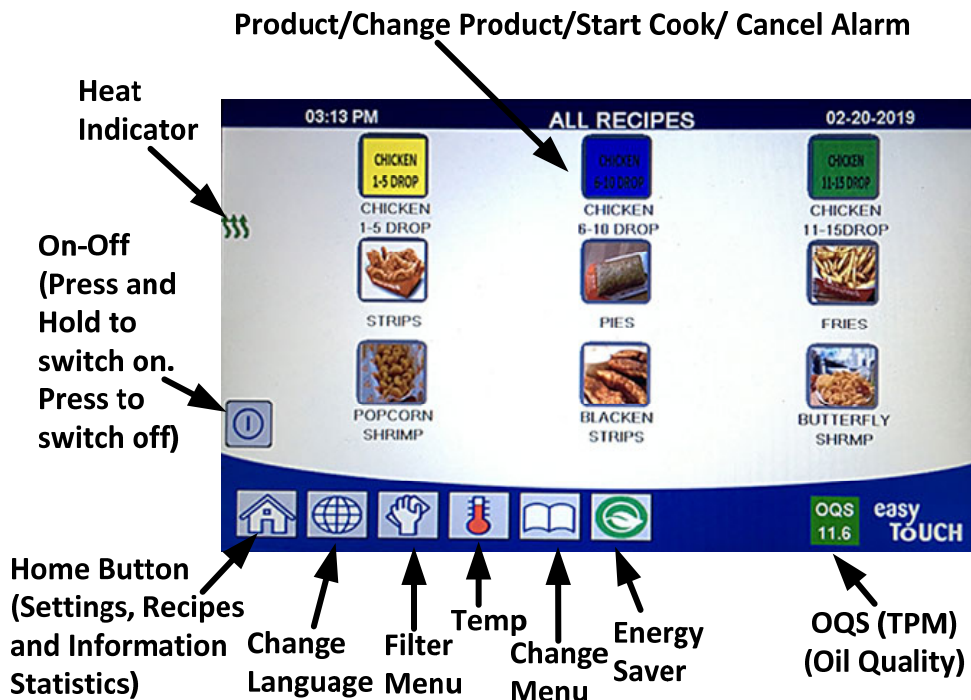 Product/Change Product/Start Cook/ Cancel Alarm
Heat
Indicator
03:13 PM
ALL RECIPES
02-20-2019
CHICKEN
1-5 DROP
CHICKEN
6-10 DROP
CHICKEN
11-15 DROP
CHICKEN
1-5 DROP
CHICKEN
6-10 DROP
CHICKEN
11-15DROP
On-Off
(Press and
Hold to
switch on.
Press to
switch off)
STRIPS
PIES
FRIES
POPCORN
SHRIMP
BLACKEN
STRIPS
BUTTERFLY
SHRMP
OQS
11.6
easy
TOUCH
Home Button
(Settings, Recipes
and Information
Statistics)
Change
Language
Filter
Menu
Temp
Change
Menu
Energy
Saver
OQS (TPM)
(Oil Quality)